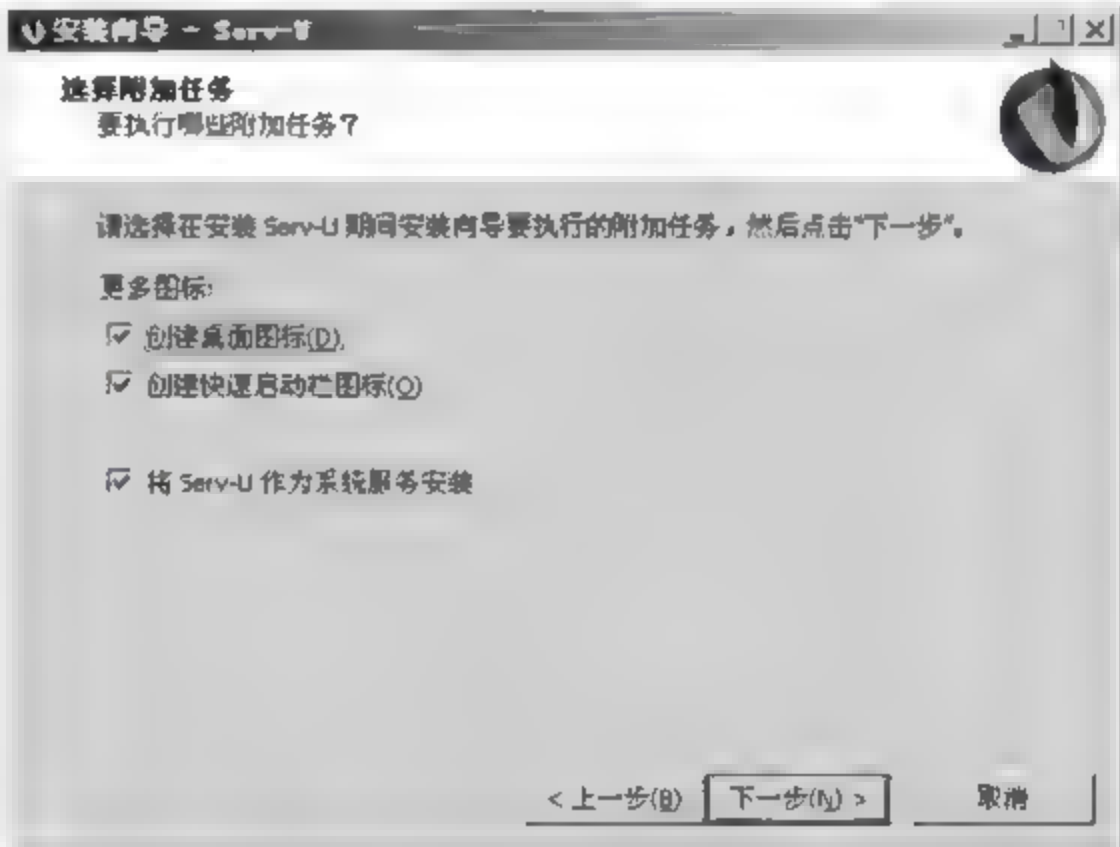 安装向导 - Serv-U
选择附加任务
要执行哪些附加任务？
请选择在安装 Serv-U 期间安装向导要执行的附加任务，然后点击“下一步”。
更多图标:
创建桌面图标(D)
创建快速启动栏图标(Q)
将 Serv-U 作为系统服务安装
< 上一步(B)
下一步(N) >
取消